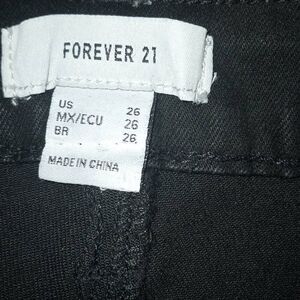 FOREVER 21
US 26
MX/ECU 26
BR 26
MADE IN CHINA